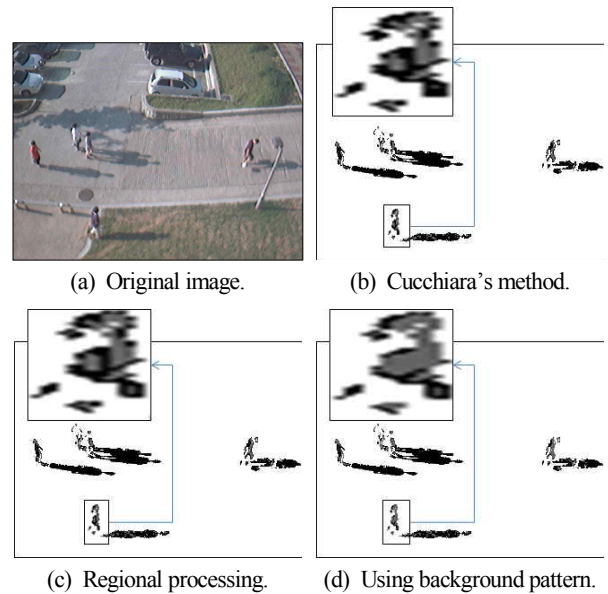 (a) Original image.
(b) Cucchiara's method.
(c) Regional processing.
(d) Using background pattern.